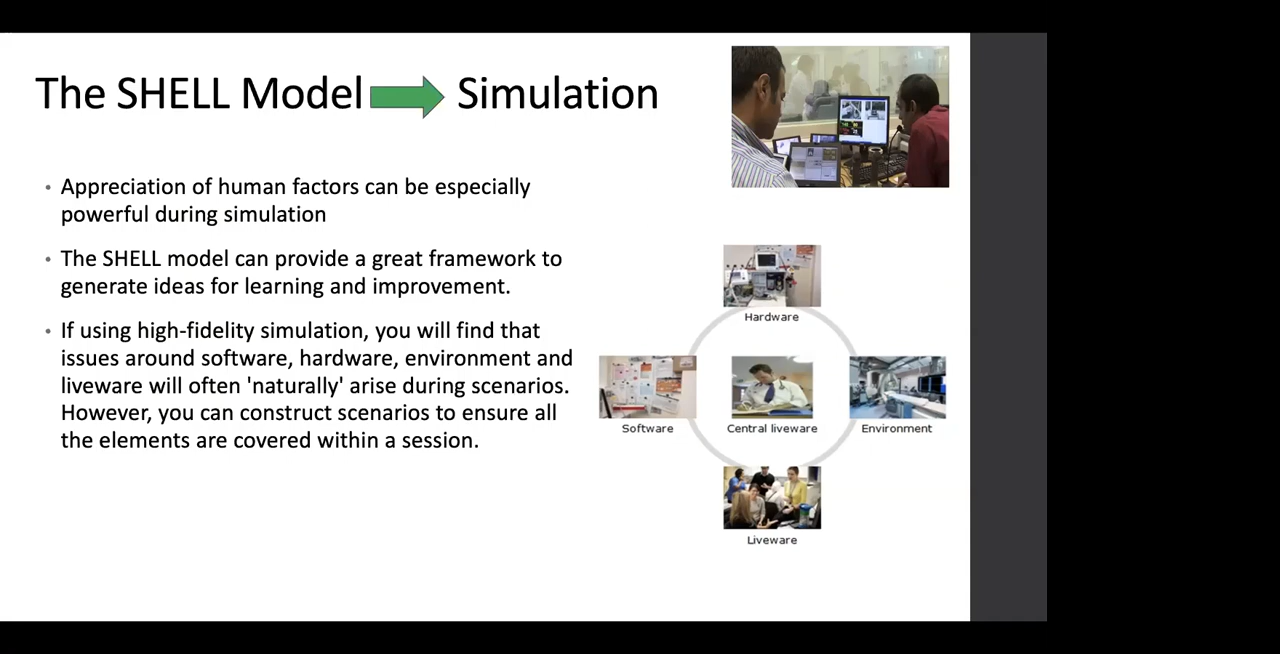 The SHELL Model Simulation
Appreciation of human factors can be especially
powerful during simulation
The SHELL model can provide a great framework to
generate ideas for learning and improvement.
If using high-fidelity simulation, you will find that
issues around software, hardware, environment and
liveware will often 'naturally' arise during scenarios.
However, you can construct scenarios to ensure all
the elements are covered within a session.
Hardware
Software
Central liveware
Environment
Liveware